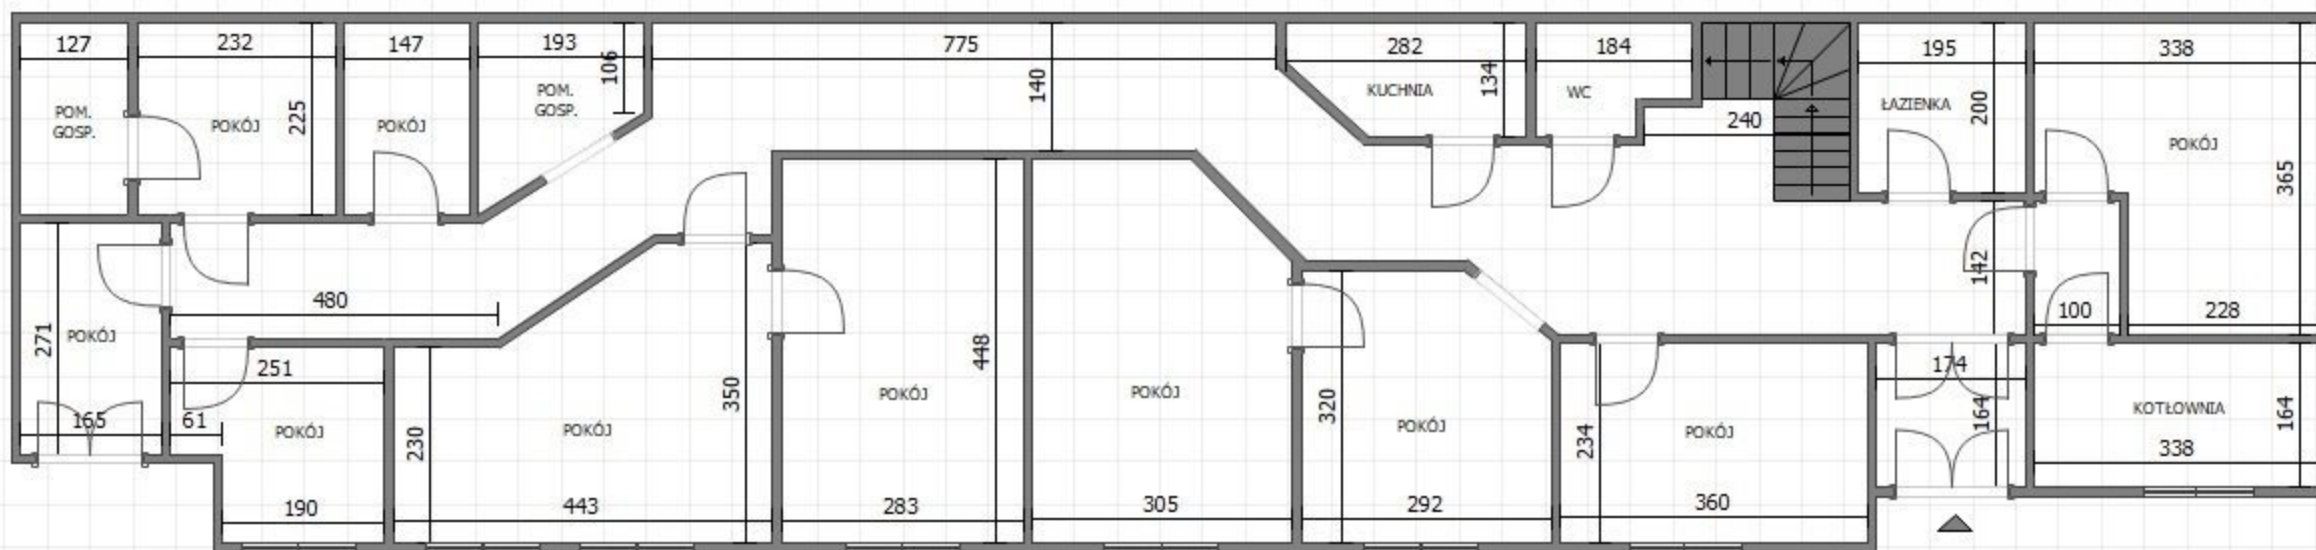 127
232
147
193
106
775
140
282
134
184
240
195
200
338
365
POM.
GOSP.
POKÓJ
225
POKÓJ
POM.
GOSP.
KUCHNIA
WC
ŁAZIENKA
POKÓJ
480
142
100
228
271
POKÓJ
251
165
61
POKÓJ
190
230
POKÓJ
350
443
POKÓJ
448
283
POKÓJ
305
320
POKÓJ
292
234
POKÓJ
360
174
164
KOTŁOWNIA
164
338